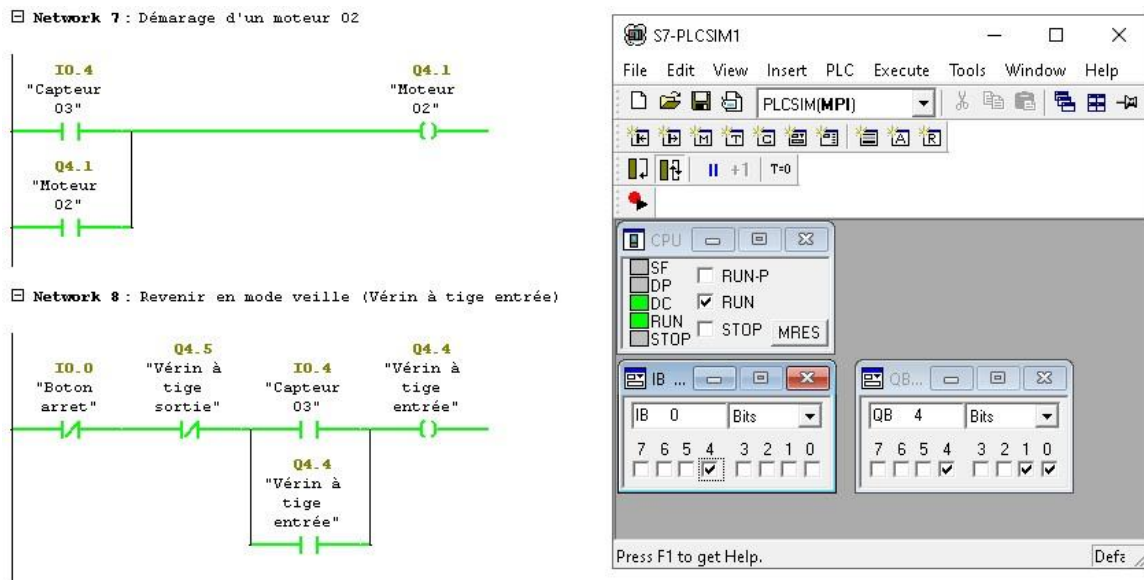 Network 7: Démarage d'un moteur 02
I0.4
"Capteur
03"
Q4.1
"Moteur
02"
Q4.1
"Moteur
02"
Network 8: Revenir en mode veille (Vérin à tige entrée)
I0.0
"Boton
arret"
Q4.5
"Vérin à
tige
sortie"
I0.4
"Capteur
03"
Q4.4
"Vérin à
tige
entrée"
Q4.4
"Vérin à
tige
entrée"
S7-PLCSIM1
File Edit View Insert PLC Execute Tools Window Help
PLCSIM(MPI)
+1 T=0
CPU
SF
DP
DC
RUN
STOP
RUN-P
RUN
STOP MRES
IB ...
IB 0 Bits
7 6 5 4 3 2 1 0
QB...
QB 4 Bits
7 6 5 4 3 2 1 0
Press F1 to get Help.
Defa